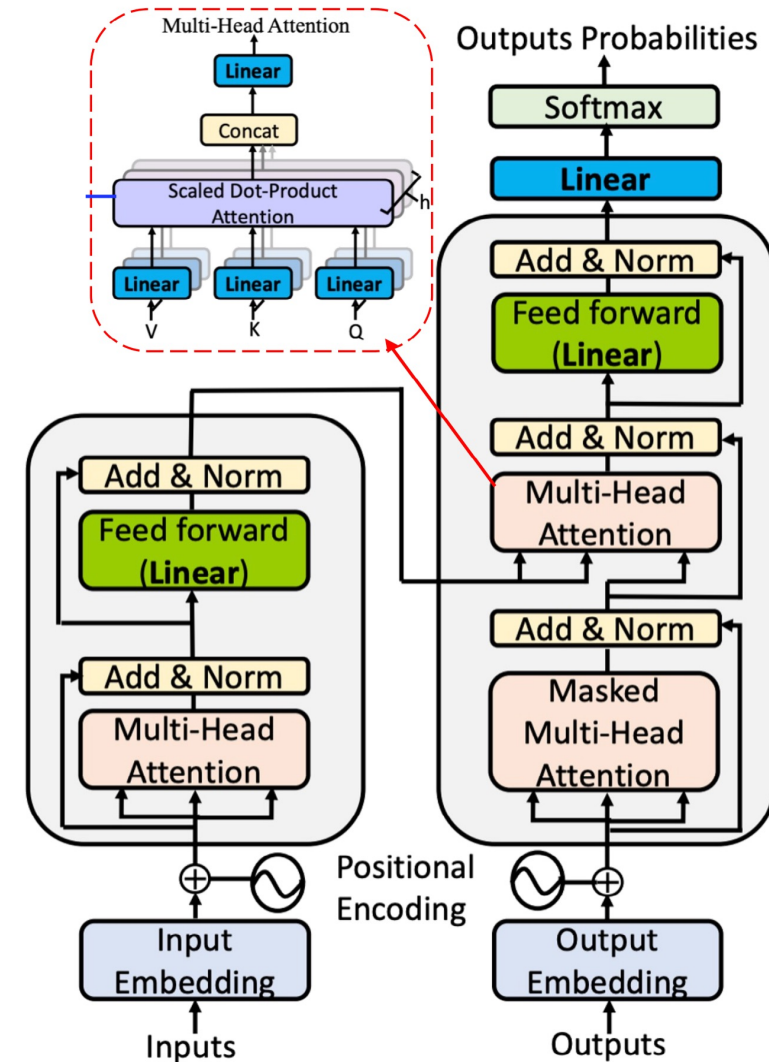 Multi-Head Attention
Linear
Concat
Scaled Dot-Product
Attention
h
Linear
Linear
Linear
V
K
Q
Outputs Probabilities
Softmax
Linear
Add & Norm
Feed forward
(Linear)
Add & Norm
Multi-Head
Attention
Add & Norm
Masked
Multi-Head
Attention
Add & Norm
Feed forward
(Linear)
Add & Norm
Multi-Head
Attention
Positional
Encoding
Input
Embedding
Inputs
Output
Embedding
Outputs